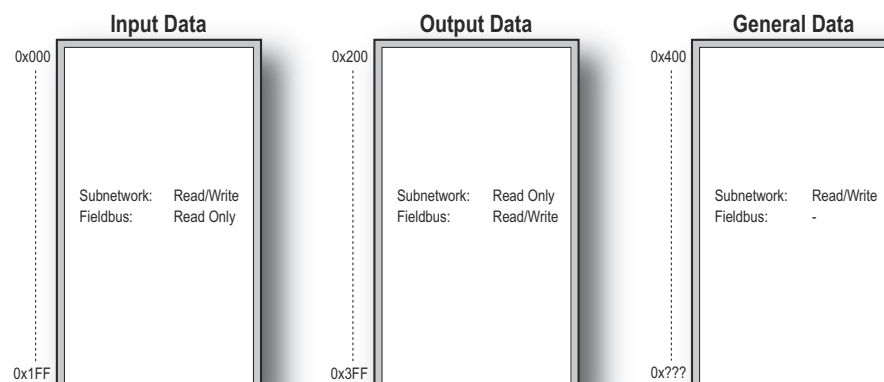 Input Data
Output Data
General Data
0x000
0x200
0x400
Subnetwork: Read/Write
Fieldbus: Read Only
Subnetwork: Read Only
Fieldbus: Read/Write
Subnetwork: Read/Write
Fieldbus: -
0x1FF
0x3FF
0x???